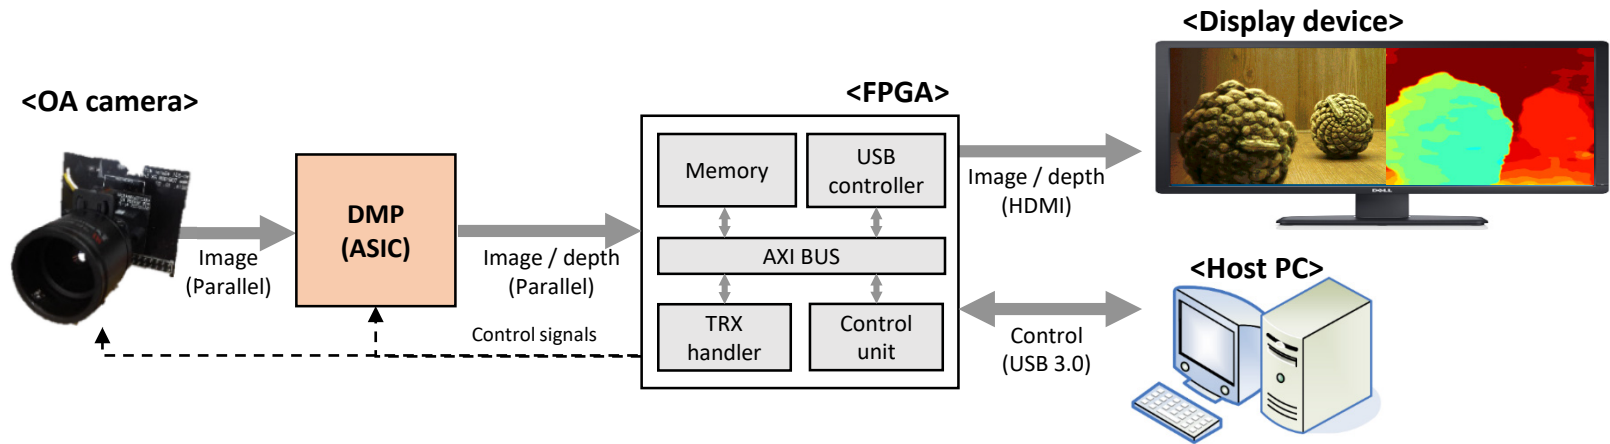 <Display device>
<OA camera>
<FPGA>
Memory
USB
controller
Image / depth
(HDMI)
DELL
DMP
(ASIC)
Image
(Parallel)
Image / depth
(Parallel)
AXI BUS
<Host PC>
Control signals
TRX
handler
Control
unit
Control
(USB 3.0)